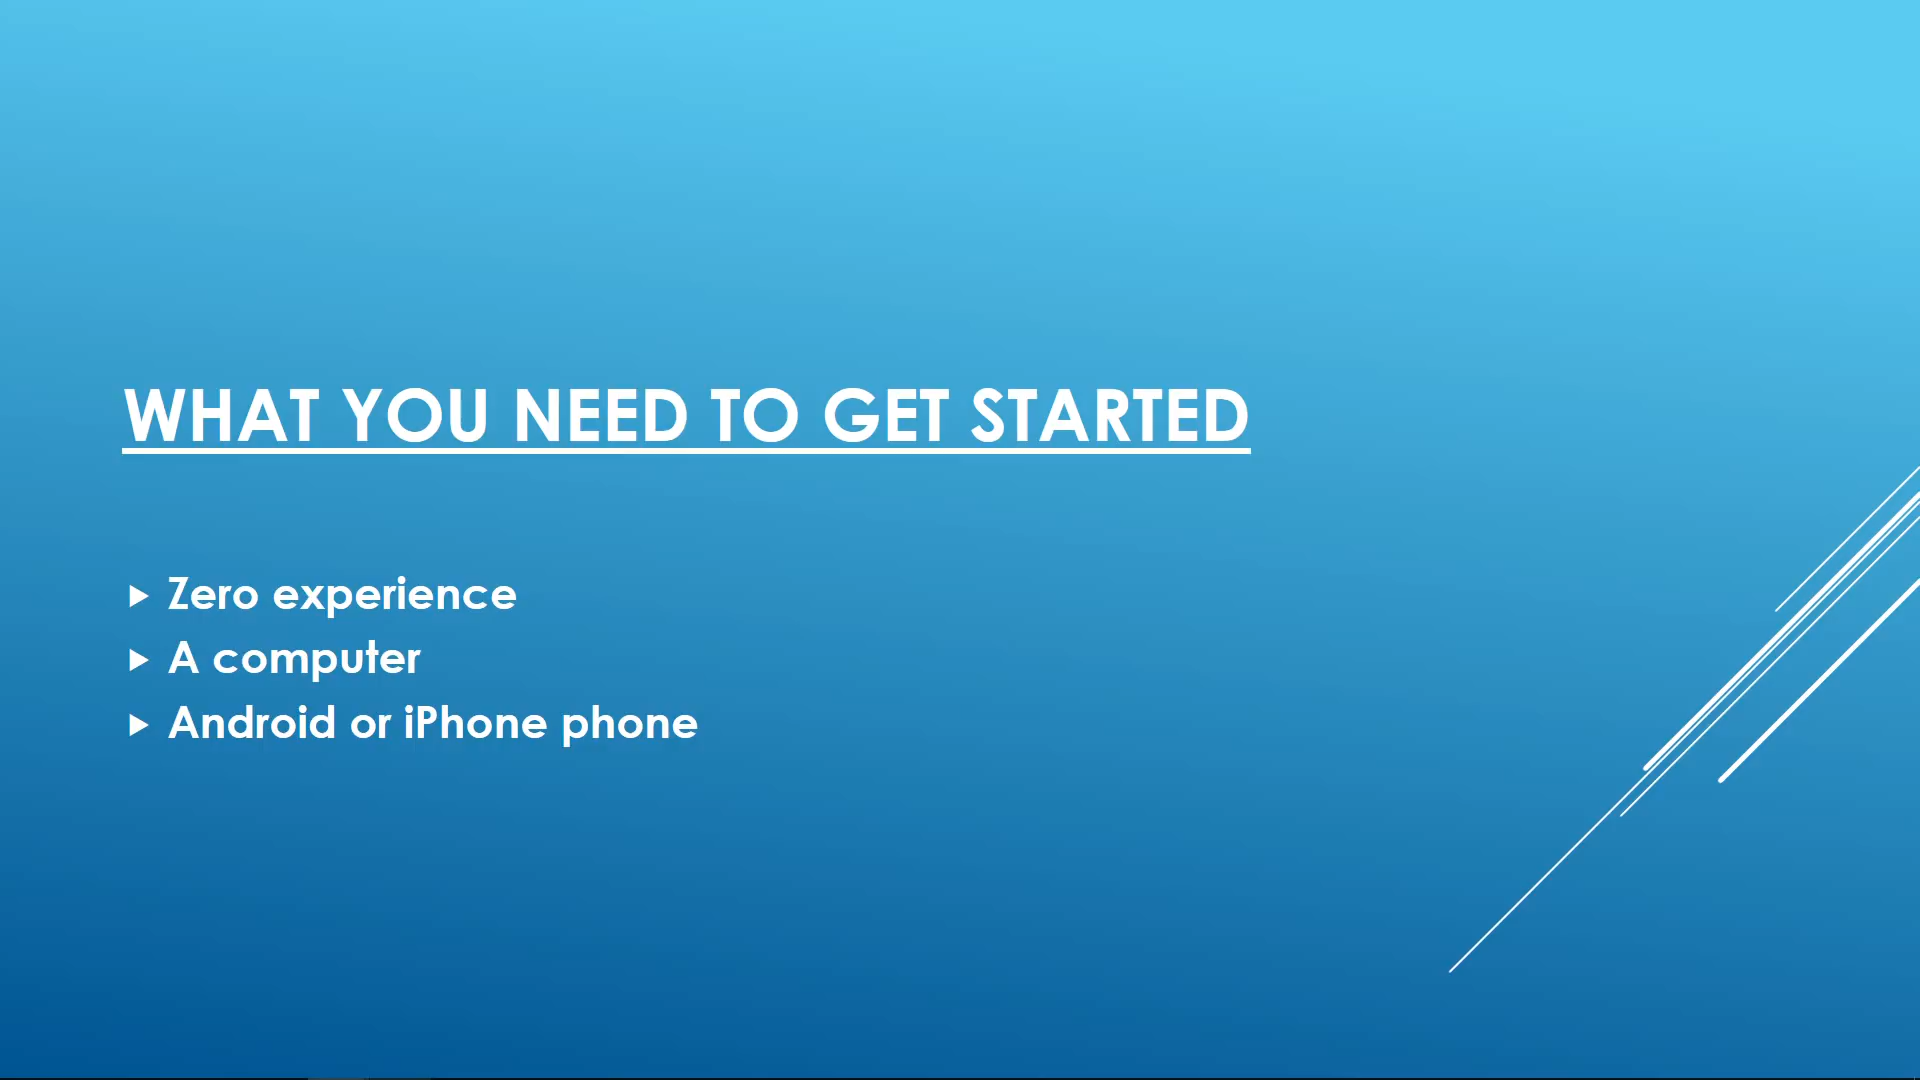 WHAT YOU NEED TO GET STARTED
Zero experience
A computer
Android or iPhone phone